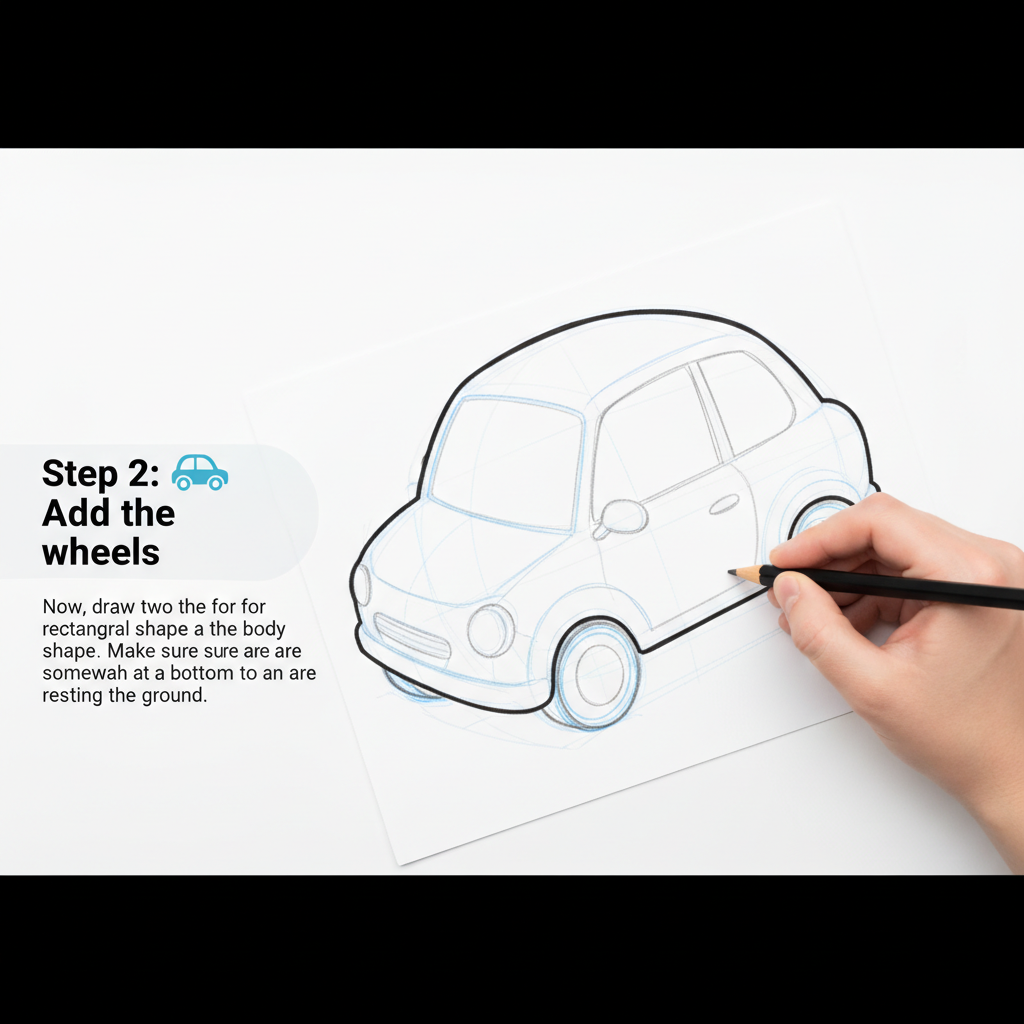 Step 2:
Add the
wheels
Now, draw two the for for
rectangral shape a the body
shape. Make sure sure are are
somewah at a bottom to an are
resting the ground.